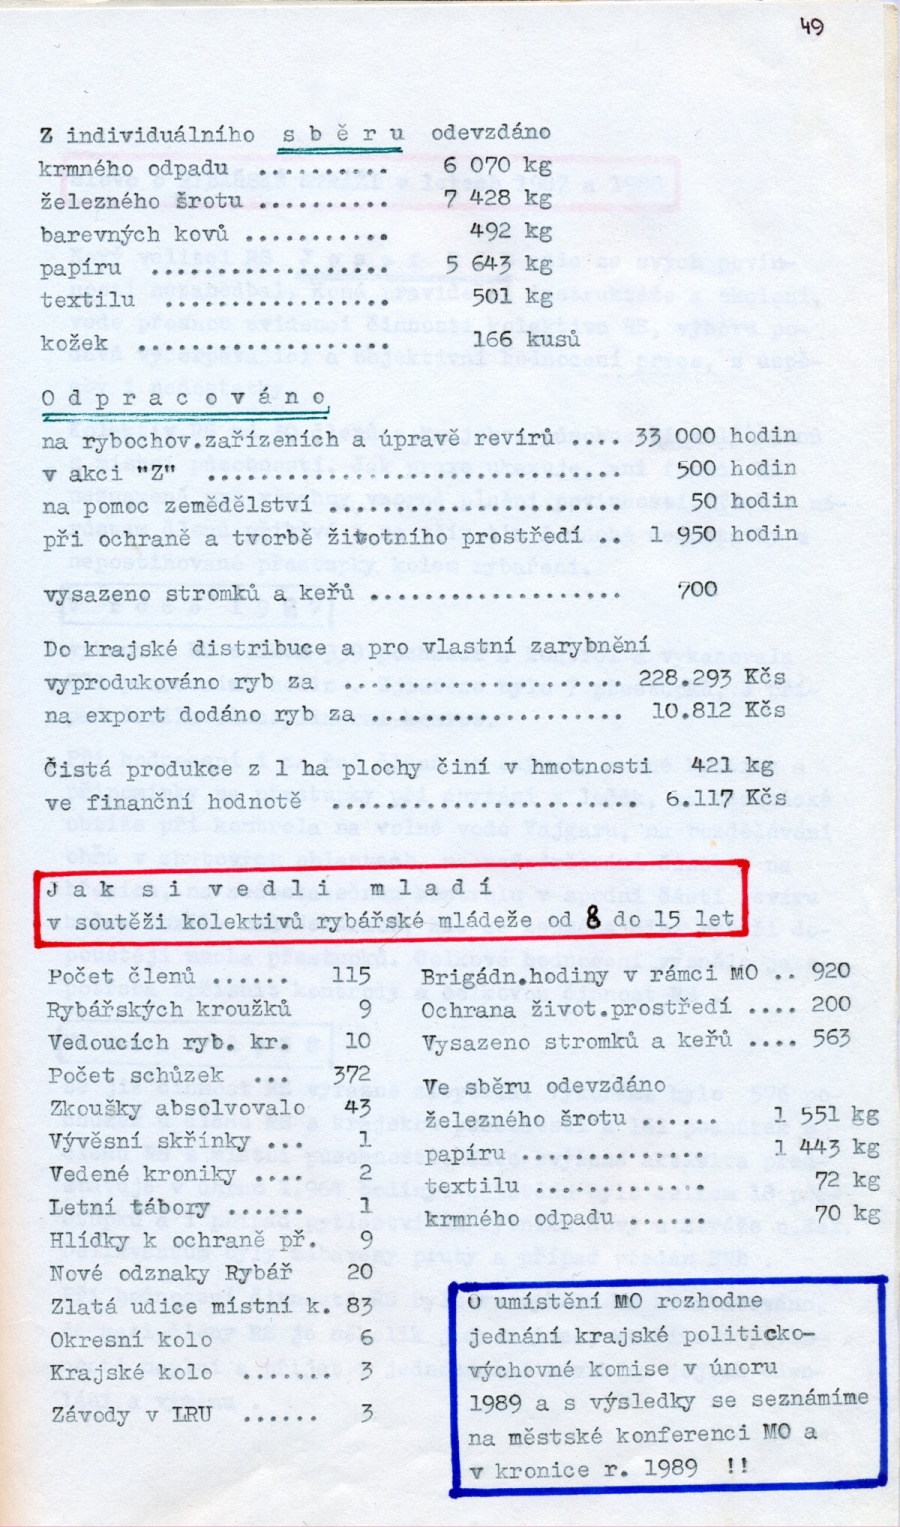 49
Z individuálního s b ě r u odevzdáno
krmného odpadu ......... 6 070 kg
železného šrotu .......... 7 428 kg
barevných kovů ........... 492 kg
papíru .................. 5 643 kg
textilu ................. 501 kg
kožek ................... 166 kusů
O d p r a c o v á n o
na rybochov.zařízeních a úpravě revírů .... 33 000 hodin
v akci "Z" ................................ 500 hodin
na pomoc zemědělství ...................... 50 hodin
při ochraně a tvorbě životního prostředí .. 1 950 hodin
vysazeno stromků a keřů ................... 700
Do krajské distribuce a pro vlastní zarybnění
vyprodukováno ryb za ..................... 228.293 Kčs
na export dodáno ryb za ................... 10.812 Kčs
Čistá produkce z 1 ha plochy činí v hmotnosti 421 kg
ve finanční hodnotě ...................... 6.117 Kčs
J a k s i v e d l i m l a d í
v soutěži kolektivů rybářské mládeže od 8 do 15 let
Počet členů ...... 115
Rybářských kroužků 9
Vedoucích ryb. kr. 10
Počet schůzek .... 372
Zkoušky absolvovalo 43
Vývěsní skřínky ... 1
Vedené kroniky .... 2
Letní tábory ...... 1
Hlídky k ochraně př. 9
Nové odznaky Rybář 20
Zlatá udice místní k. 83
Okresní kolo ..... 6
Krajské kolo ...... 3
Závody v LRU ...... 3
Brigádn.hodiny v rámci MO .. 920
Ochrana život.prostředí .... 200
Vysazeno stromků a keřů .... 563
Ve sběru odevzdáno
železného šrotu ...... 1 551 kg
papíru ............... 1 443 kg
textilu .............. 72 kg
krmného odpadu ....... 70 kg
O umístění MO rozhodne
jednání krajské politicko-
výchovné komise v únoru
1989 a s výsledky se seznámíme
na městské konferenci MO a
v kronice r. 1989 !!